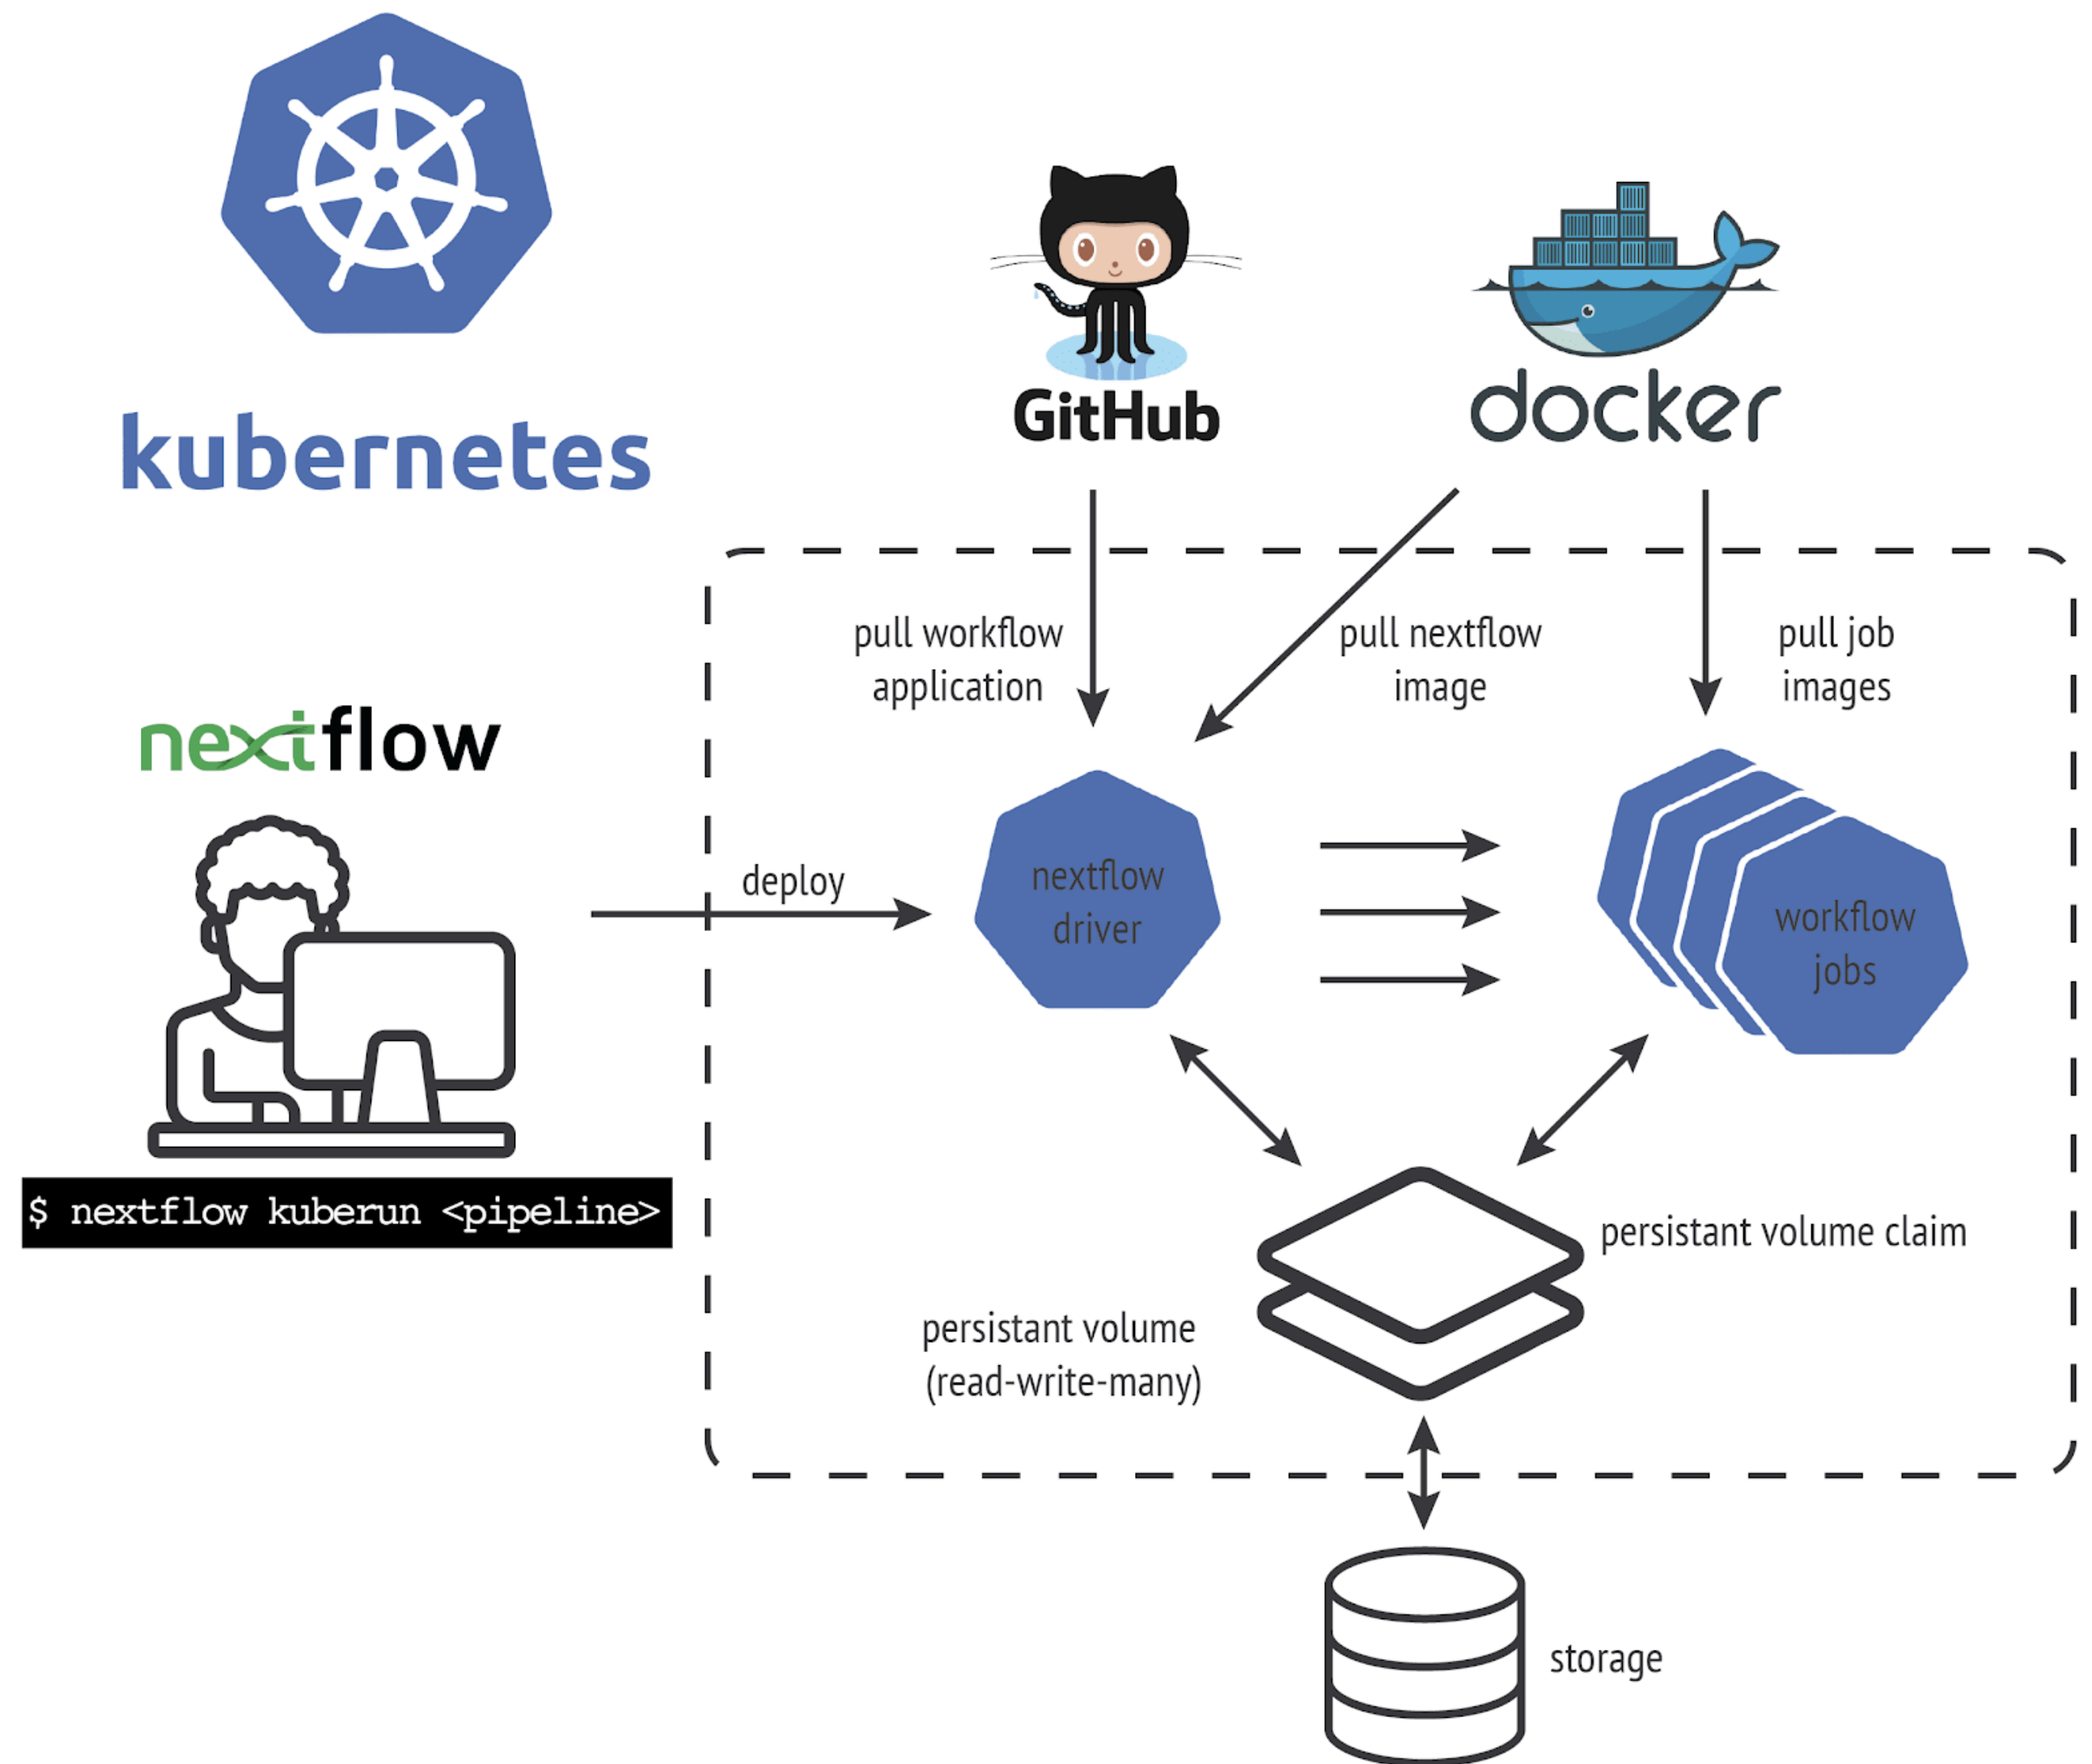 kubernetes
GitHub
docker
pull workflow
application
pull nextflow
image
pull job
images
nextflow
deploy
nextflow
driver
workflow
jobs
$ nextflow kuberun <pipeline>
persistant volume claim
persistant volume
(read-write-many)
storage